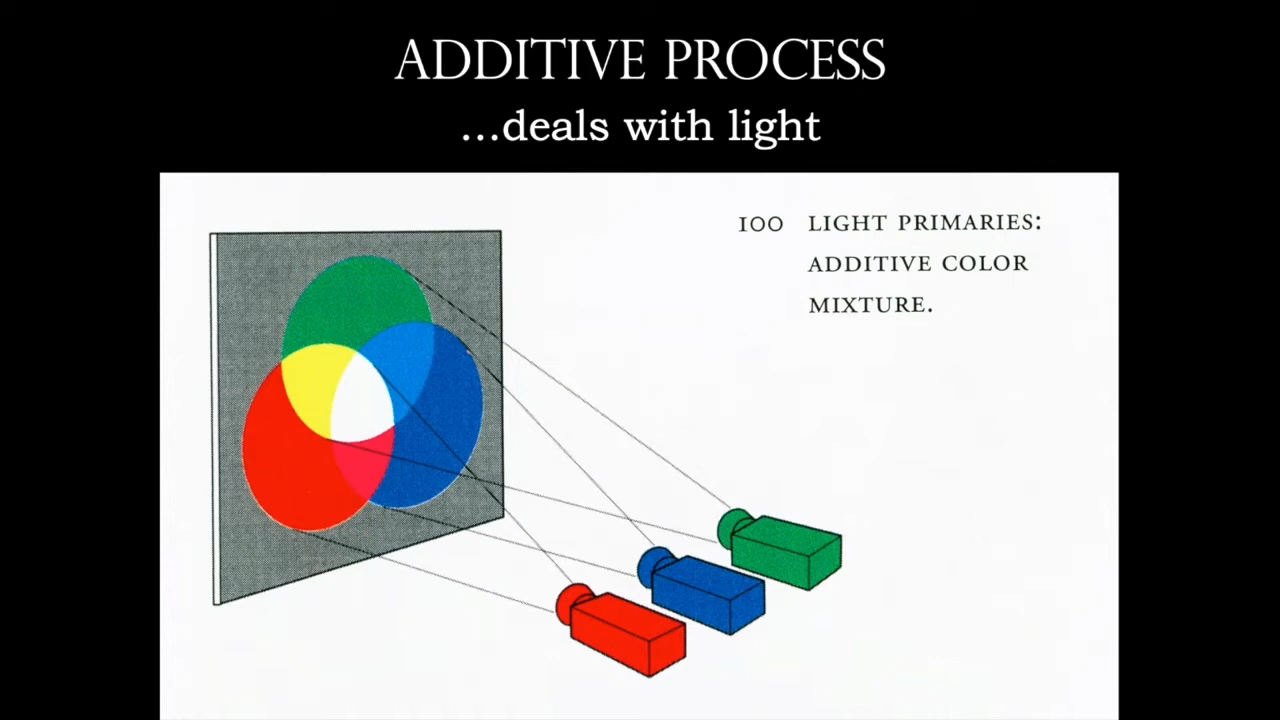 ADDITIVE PROCESS
...deals with light
100 LIGHT PRIMARIES:
ADDITIVE COLOR
MIXTURE.